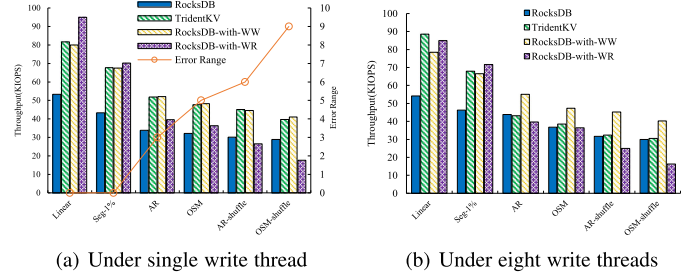 RocksDB
TridentKV
RocksDB-with-WW
RocksDB-with-WR
Error Range
100
90
80
70
60
50
40
30
20
10
0
Throughput(KIOPS)
10
9
8
7
6
5
4
3
2
1
0
Error Range
Linear
Seg-1%
AR
OSM
AR-shuffle
OSM-shuffle
(a) Under single write thread
RocksDB
TridentKV
RocksDB-with-WW
RocksDB-with-WR
100
90
80
70
60
50
40
30
20
10
0
Throughput(KIOPS)
Linear
Seg-1%
AR
OSM
AR-shuffle
OSM-shuffle
(b) Under eight write threads